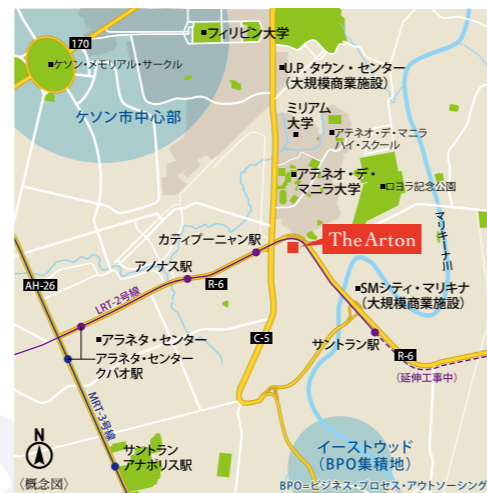 170
■フィリピン大学
■ケソン・メモリアル・サークル
ケソン市中心部
■U.P. タウン・センター
(大規模商業施設)
ミリアム
大学
■
■アテネオ・デ・マニラ
ハイ・スクール
■アテネオ・デ・
マニラ大学
■ロヨラ記念公園
カティプーニャン駅
The Arton
マリキーナ川
アノナス駅
AH-26
LRT-2号線
R-6
■SMシティ・マリキナ
(大規模商業施設)
■アラネタ・センター
C-5
サントラン駅
R-6
アラネタ・センター
クバオ駅
(延伸工事中)
MRT-3号線
N
サントラン
アナポリス駅
イーストウッド
(BPO集積地)
〈概念図〉
BPO=ビジネス・プロセス・アウトソーシング